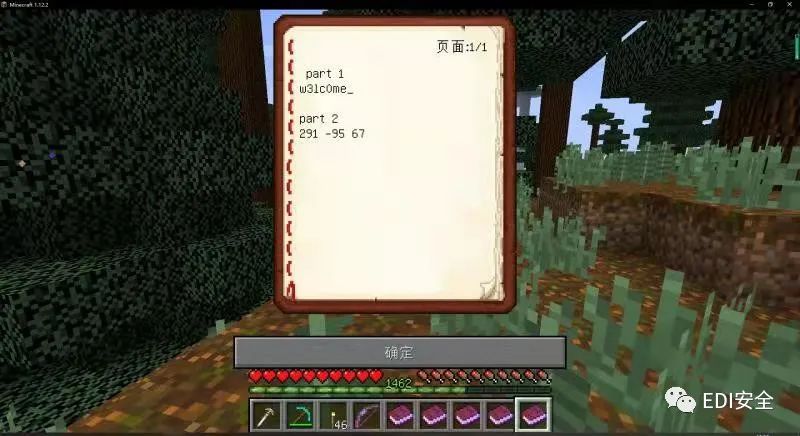 Minecraft 1.12.2
页面:1/1
part 1
w3lc0me_
part 2
291 -95 67
确定
1462
46
EDI安全